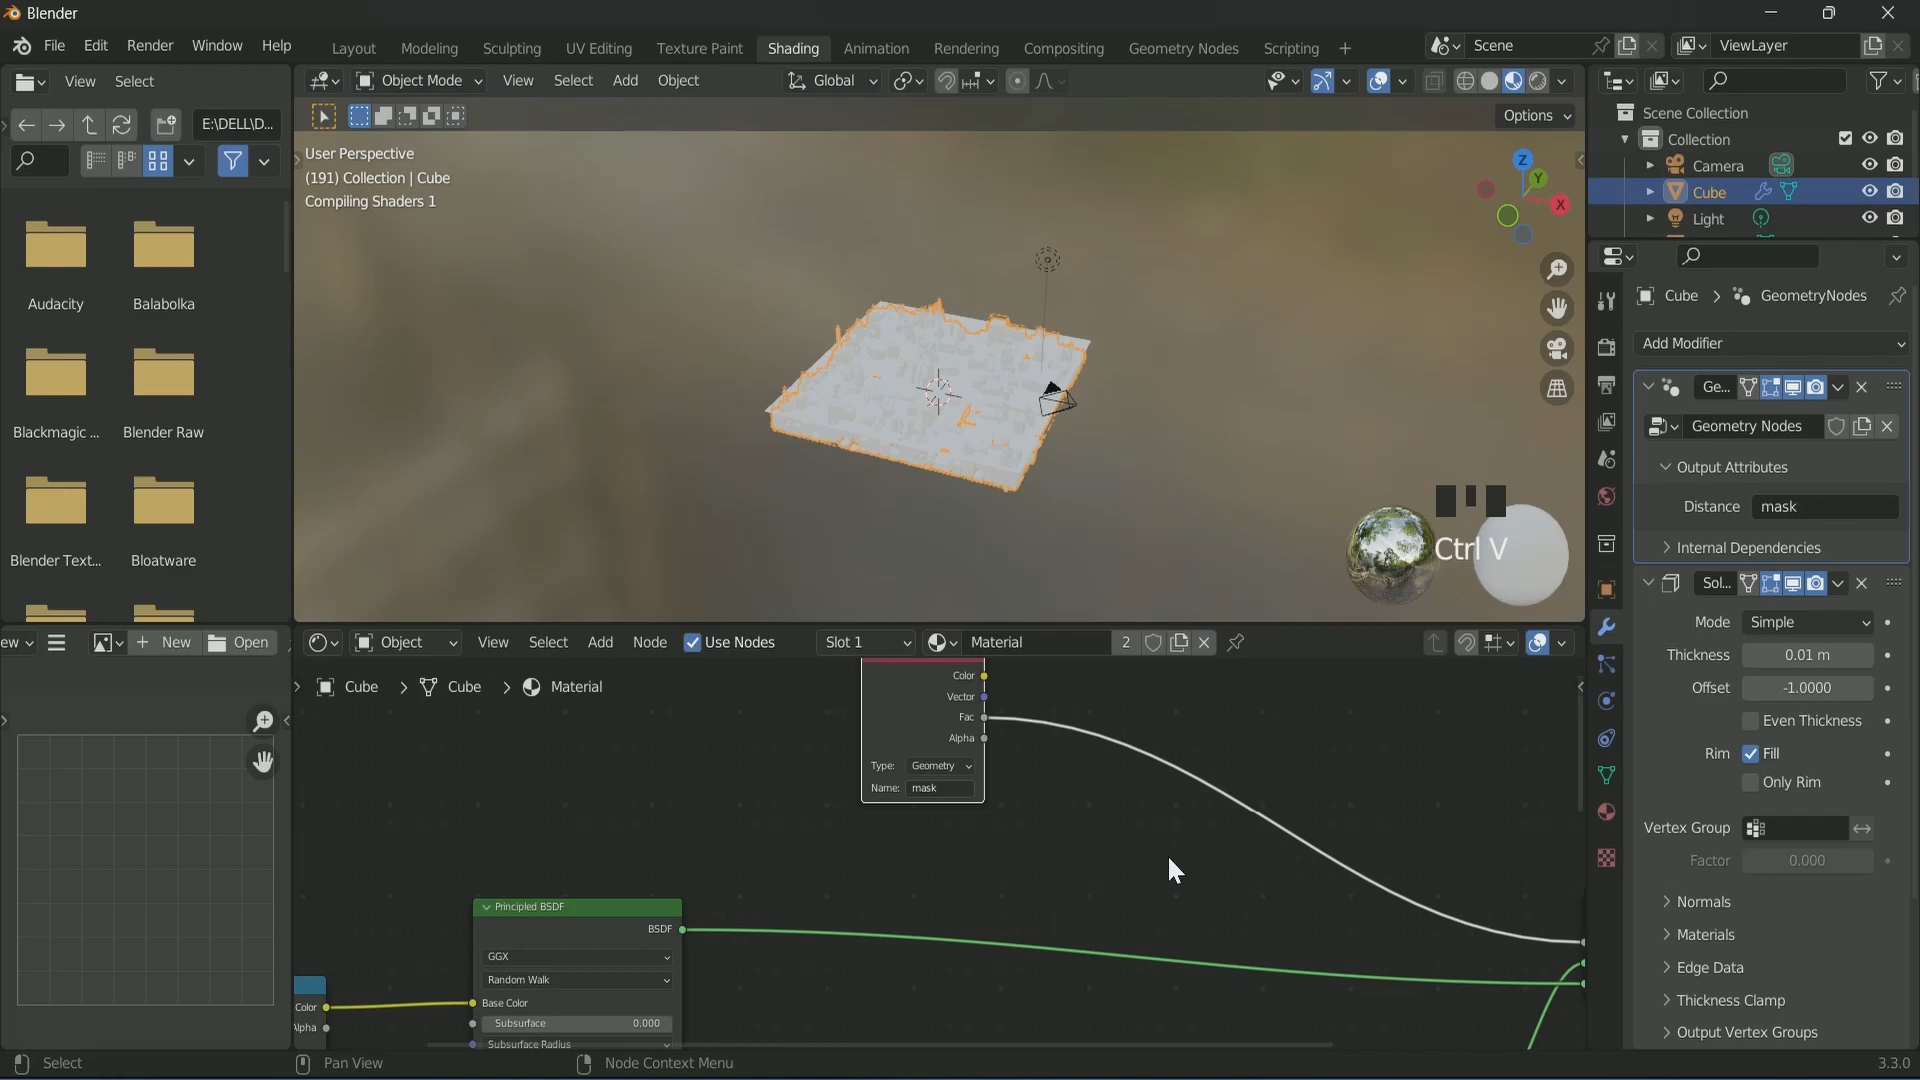 Blender
File Edit Render Window Help
Layout Modeling Sculpting UV Editing Texture Paint Shading Animation Rendering Compositing Geometry Nodes Scripting +
Scene
ViewLayer
View Select
Object Mode View Select Add Object
Global
E:\DELL\D...
Options
User Perspective
(191) Collection | Cube
Compiling Shaders 1
Z
Y
X
Audacity Balabolka
Blackmagic ... Blender Raw
Blender Text... Bloatware
Ctrl V
Scene Collection
Collection
Camera
Cube
Light
Cube > GeometryNodes
Add Modifier
Ge...
Geometry Nodes
Output Attributes
Distance mask
Internal Dependencies
Sol...
Mode Simple
Thickness 0.01 m
Offset -1.0000
Even Thickness
Rim Fill
Only Rim
Vertex Group
Factor 0.000
Normals
Materials
Edge Data
Thickness Clamp
Output Vertex Groups
ew New Open
Object View Select Add Node Use Nodes Slot 1 Material 2
Cube > Cube > Material
Color
Vector
Fac
Alpha
Type: Geometry
Name: mask
Principled BSDF
BSDF
GGX
Random Walk
Base Color
Subsurface 0.000
Subsurface Radius
Color
Alpha
Select Pan View Node Context Menu 3.3.0